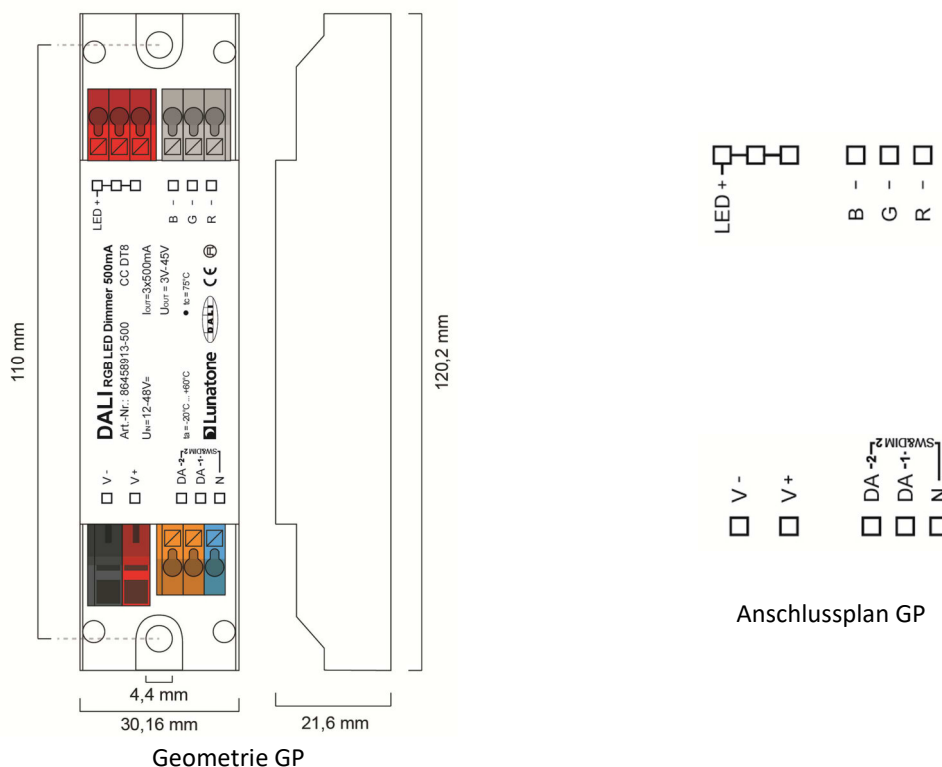 LED +
B -
G -
R -
DALI RGB LED Dimmer 500mA
Art.-Nr.: 86458913-500 CC DT8
UIN=12-48V=
IOUT=3x500mA
UOUT = 3V-45V
ta = -20°C ... +60°C
• tc = 75°C
Lunatone
DALI
CE
V -
V +
DA -2-
DA -1-
N
SW&DIM 2
110 mm
120,2 mm
4,4 mm
30,16 mm
21,6 mm
Geometrie GP
LED +
B -
G -
R -
V -
V +
DA -2-
DA -1-
N
SW&DIM 2
Anschlussplan GP